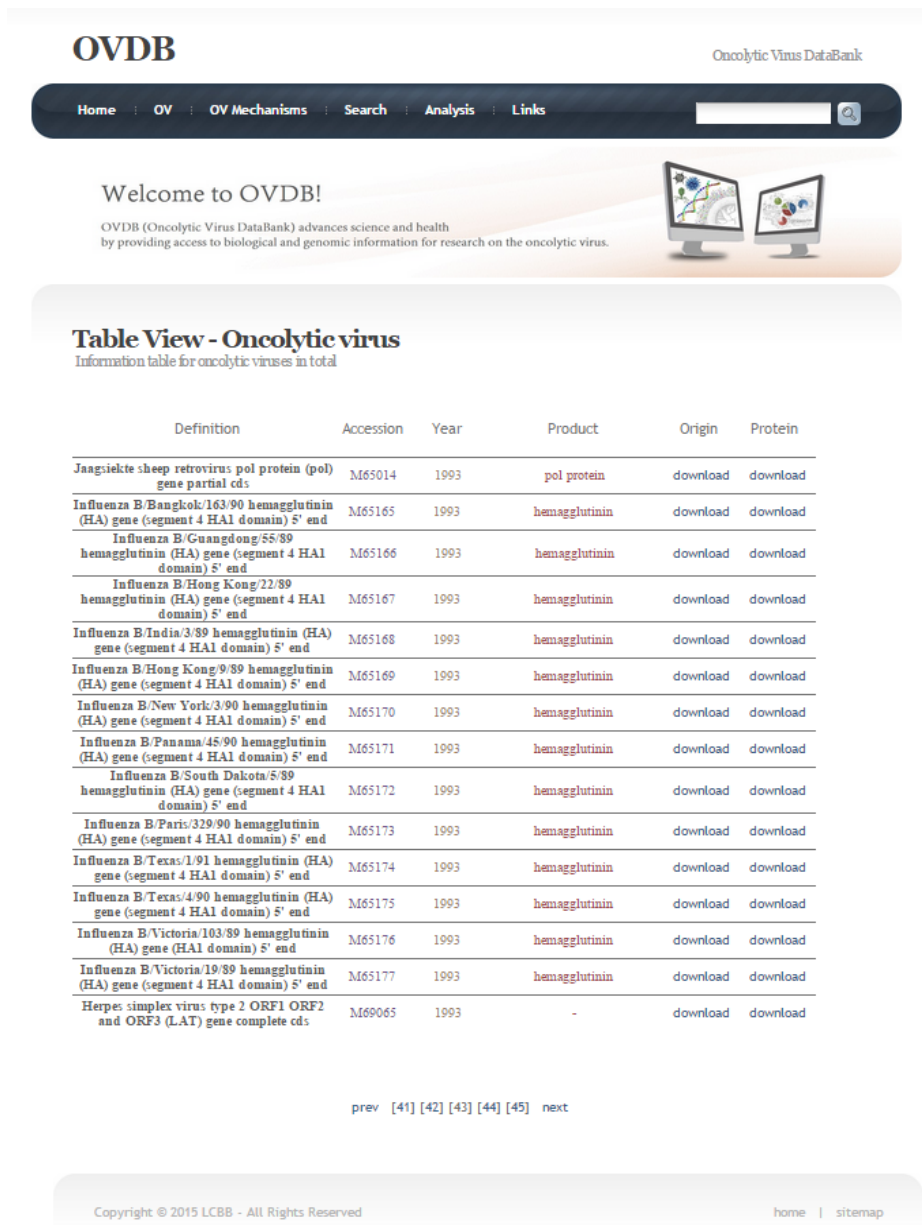 OVDB
Oncolytic Virus DataBank
Home OV OV Mechanisms Search Analysis Links
Welcome to OVDB!
OVDB (Oncolytic Virus DataBank) advances science and health
by providing access to biological and genomic information for research on the oncolytic virus.
Table View - Oncolytic virus
Information table for oncolytic viruses in total
Definition Accession Year Product Origin Protein
Jaagsiekte sheep retrovirus pol protein (pol)
gene partial cds
M65014 1993 pol protein download download
Influenza B/Bangkok/163/90 hemagglutinin
(HA) gene (segment 4 HA1 domain) 5' end
M65165 1993 hemagglutinin download download
Influenza B/Guangdong/55/89
hemagglutinin (HA) gene (segment 4 HA1
domain) 5' end
M65166 1993 hemagglutinin download download
Influenza B/Hong Kong/22/89
hemagglutinin (HA) gene (segment 4 HA1
domain) 5' end
M65167 1993 hemagglutinin download download
Influenza B/India/3/89 hemagglutinin (HA)
gene (segment 4 HA1 domain) 5' end
M65168 1993 hemagglutinin download download
Influenza B/Hong Kong/9/89 hemagglutinin
(HA) gene (segment 4 HA1 domain) 5' end
M65169 1993 hemagglutinin download download
Influenza B/New York/3/90 hemagglutinin
(HA) gene (segment 4 HA1 domain) 5' end
M65170 1993 hemagglutinin download download
Influenza B/Panama/45/90 hemagglutinin
(HA) gene (segment 4 HA1 domain) 5' end
M65171 1993 hemagglutinin download download
Influenza B/South Dakota/5/89
hemagglutinin (HA) gene (segment 4 HA1
domain) 5' end
M65172 1993 hemagglutinin download download
Influenza B/Paris/329/90 hemagglutinin
(HA) gene (segment 4 HA1 domain) 5' end
M65173 1993 hemagglutinin download download
Influenza B/Texas/1/91 hemagglutinin (HA)
gene (segment 4 HA1 domain) 5' end
M65174 1993 hemagglutinin download download
Influenza B/Texas/4/90 hemagglutinin (HA)
gene (segment 4 HA1 domain) 5' end
M65175 1993 hemagglutinin download download
Influenza B/Victoria/103/89 hemagglutinin
(HA) gene (HA1 domain) 5' end
M65176 1993 hemagglutinin download download
Influenza B/Victoria/19/89 hemagglutinin
(HA) gene (segment 4 HA1 domain) 5' end
M65177 1993 hemagglutinin download download
Herpes simplex virus type 2 ORF1 ORF2
and ORF3 (LAT) gene complete cds
M69065 1993 - download download
prev [41] [42] [43] [44] [45] next
Copyright © 2015 LCBB - All Rights Reserved
home | sitemap